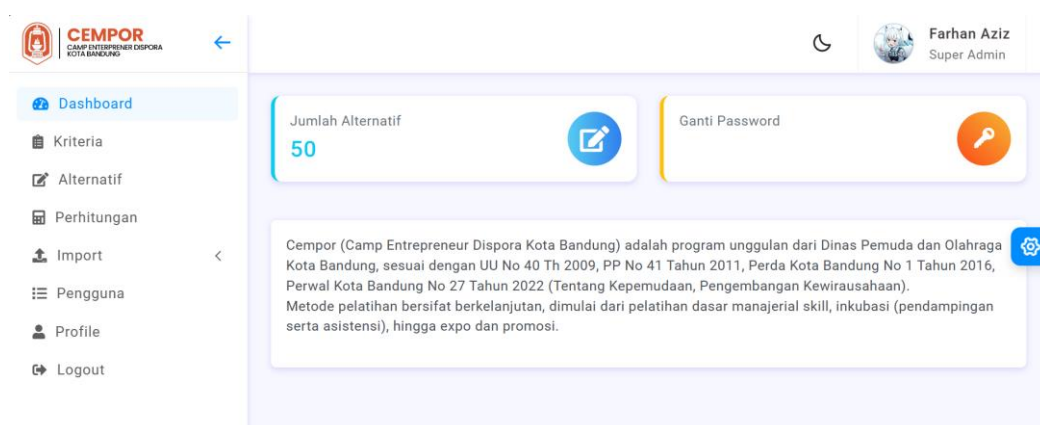 CEMPOR
CAMP ENTERPRENER DISPORA
KOTA BANDUNG
Farhan Aziz
Super Admin
Dashboard
Kriteria
Alternatif
Perhitungan
Import
Pengguna
Profile
Logout
Jumlah Alternatif
50
Ganti Password
Cempor (Camp Entrepreneur Dispora Kota Bandung) adalah program unggulan dari Dinas Pemuda dan Olahraga
Kota Bandung, sesuai dengan UU No 40 Th 2009, PP No 41 Tahun 2011, Perda Kota Bandung No 1 Tahun 2016,
Perwal Kota Bandung No 27 Tahun 2022 (Tentang Kepemudaan, Pengembangan Kewirausahaan).
Metode pelatihan bersifat berkelanjutan, dimulai dari pelatihan dasar manajerial skill, inkubasi (pendampingan
serta asistensi), hingga expo dan promosi.